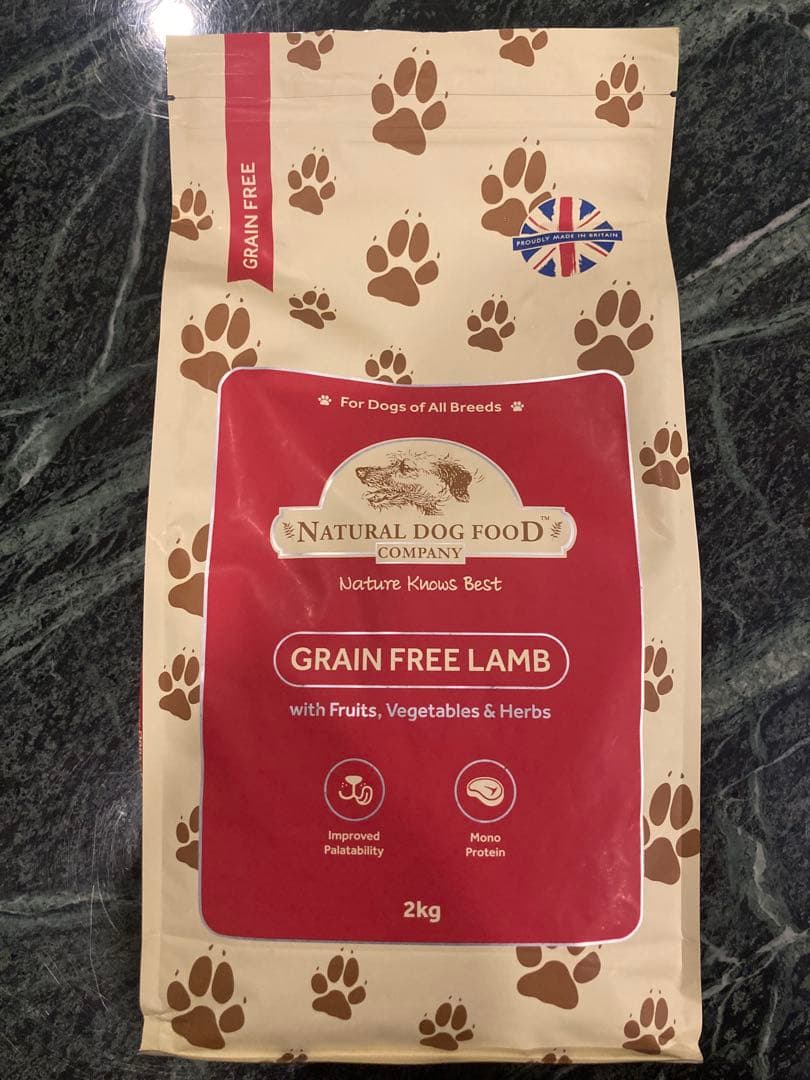 GRAIN FREE
PROUDLY MADE IN BRITAIN
For Dogs of All Breeds
NATURAL DOG FOOD™
COMPANY
Nature Knows Best
GRAIN FREE LAMB
with Fruits, Vegetables & Herbs
Improved
Palatability
Mono
Protein
2kg